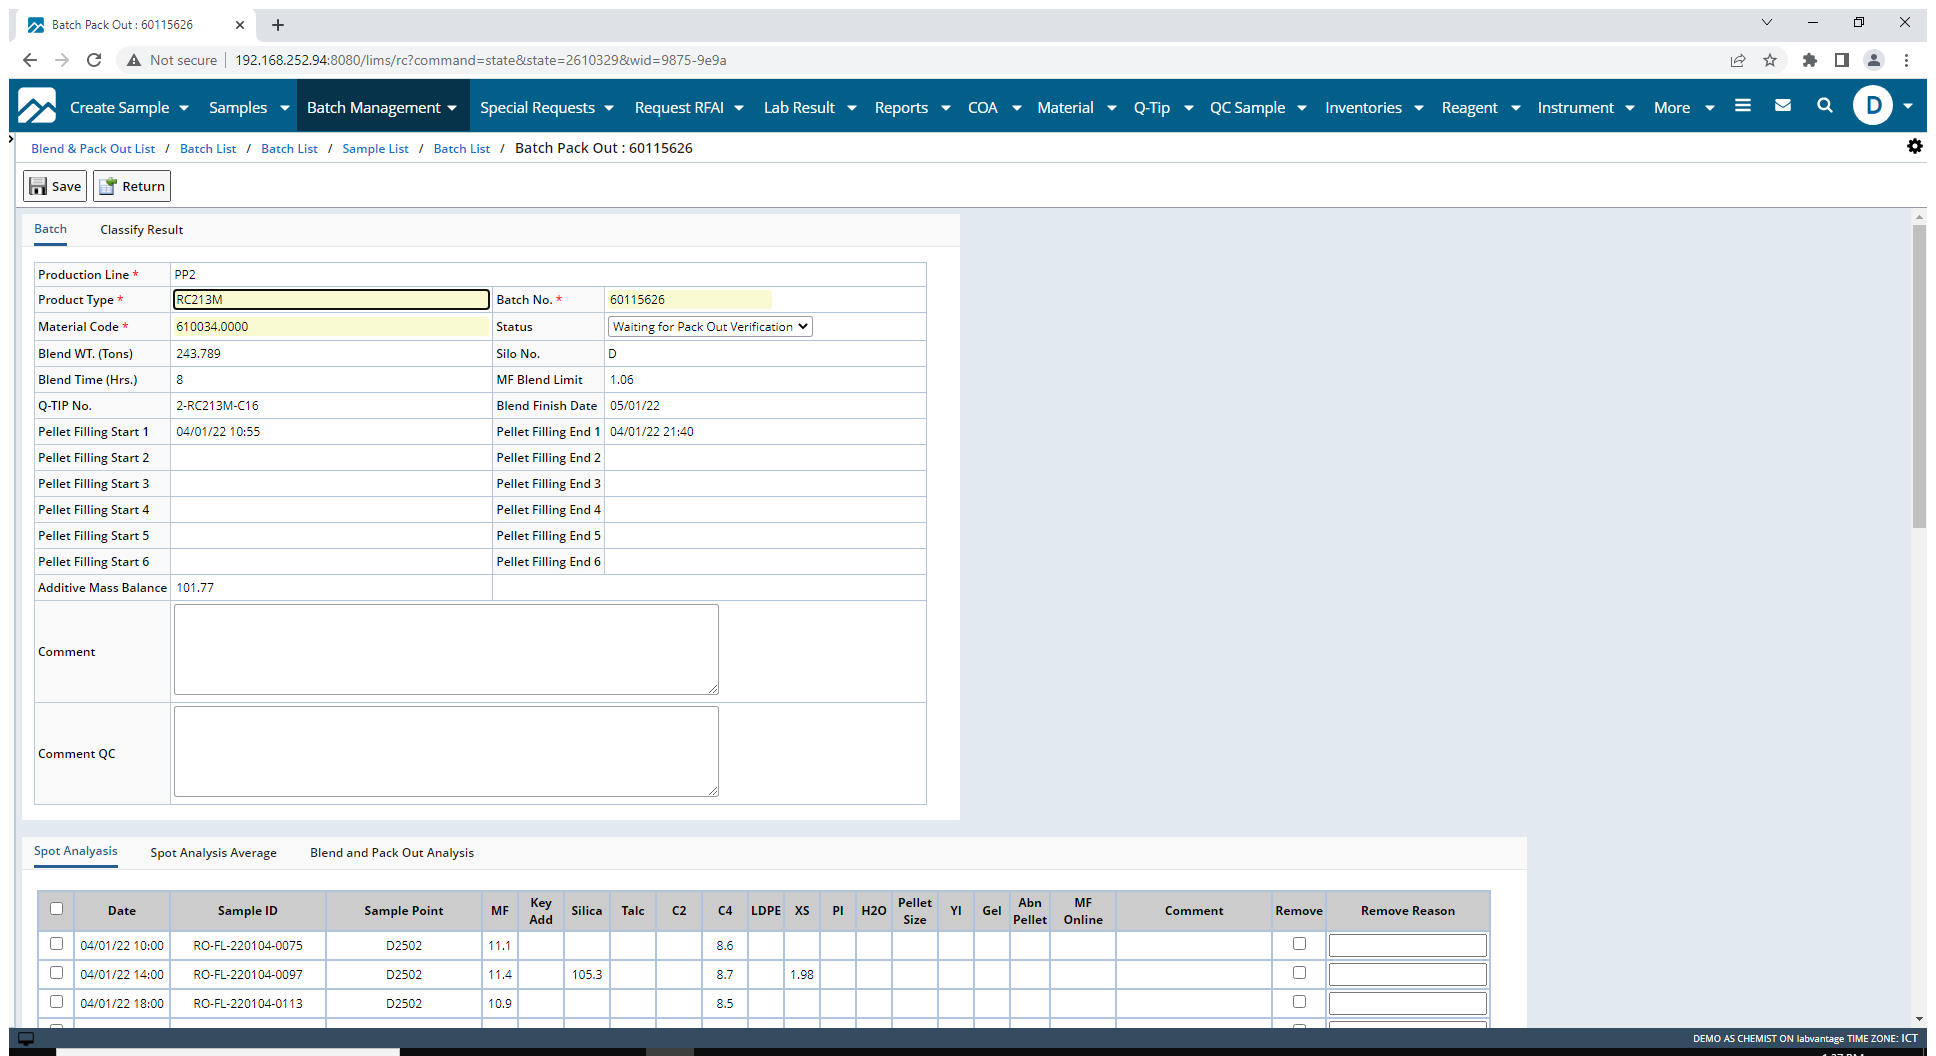 Batch Pack Out : 60115626
Not secure 192.168.252.94:8080/lims/rc?command=state&state=2610329&wid=9875-9e9a
Create Sample Samples Batch Management Special Requests Request RFAI Lab Result Reports COA Material Q-Tip QC Sample Inventories Reagent Instrument More D
Blend & Pack Out List / Batch List / Batch List / Sample List / Batch List / Batch Pack Out : 60115626
Save Return
Batch Classify Result
Production Line * PP2
Product Type * RC213M Batch No. * 60115626
Material Code * 610034.0000 Status Waiting for Pack Out Verification
Blend WT. (Tons) 243.789 Silo No. D
Blend Time (Hrs.) 8 MF Blend Limit 1.06
Q-TIP No. 2-RC213M-C16 Blend Finish Date 05/01/22
Pellet Filling Start 1 04/01/22 10:55 Pellet Filling End 1 04/01/22 21:40
Pellet Filling Start 2 Pellet Filling End 2
Pellet Filling Start 3 Pellet Filling End 3
Pellet Filling Start 4 Pellet Filling End 4
Pellet Filling Start 5 Pellet Filling End 5
Pellet Filling Start 6 Pellet Filling End 6
Additive Mass Balance 101.77
Comment
Comment QC
Spot Analyasis Spot Analysis Average Blend and Pack Out Analysis
Date Sample ID Sample Point MF Key Add Silica Talc C2 C4 LDPE XS PI H2O Pellet Size YI Gel Abn Pellet MF Online Comment Remove Remove Reason
04/01/22 10:00 RO-FL-220104-0075 D2502 11.1 8.6
04/01/22 14:00 RO-FL-220104-0097 D2502 11.4 105.3 8.7 1.98
04/01/22 18:00 RO-FL-220104-0113 D2502 10.9 8.5
DEMO AS CHEMIST ON labvantage TIME ZONE: ICT